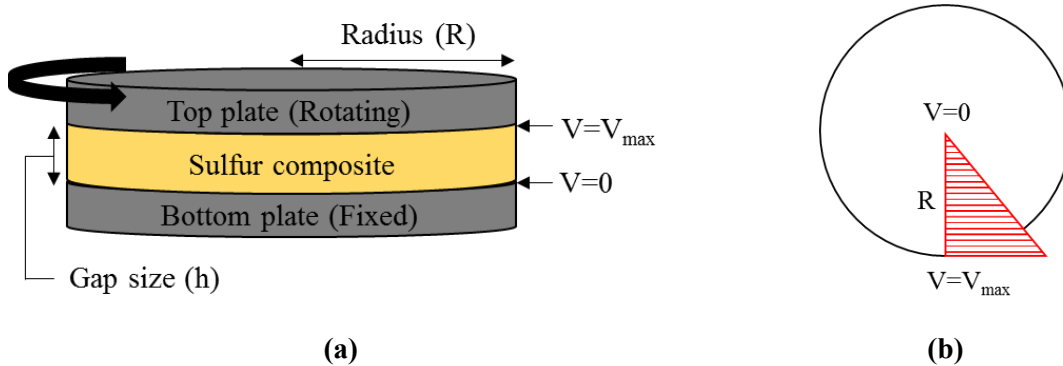 Radius (R)
Top plate (Rotating)
V=Vmax
Sulfur composite
V=0
Bottom plate (Fixed)
Gap size (h)
(a)
V=0
R
V=Vmax
(b)